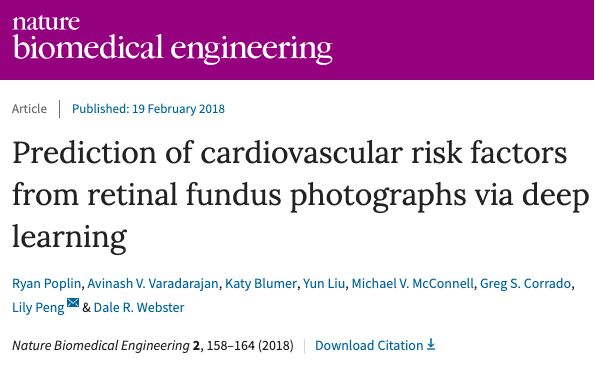 nature
biomedical engineering
Article | Published: 19 February 2018
Prediction of cardiovascular risk factors
from retinal fundus photographs via deep
learning
Ryan Poplin, Avinash V. Varadarajan, Katy Blumer, Yun Liu, Michael V. McConnell, Greg S. Corrado,
Lily Peng & Dale R. Webster
Nature Biomedical Engineering 2, 158–164 (2018) | Download Citation